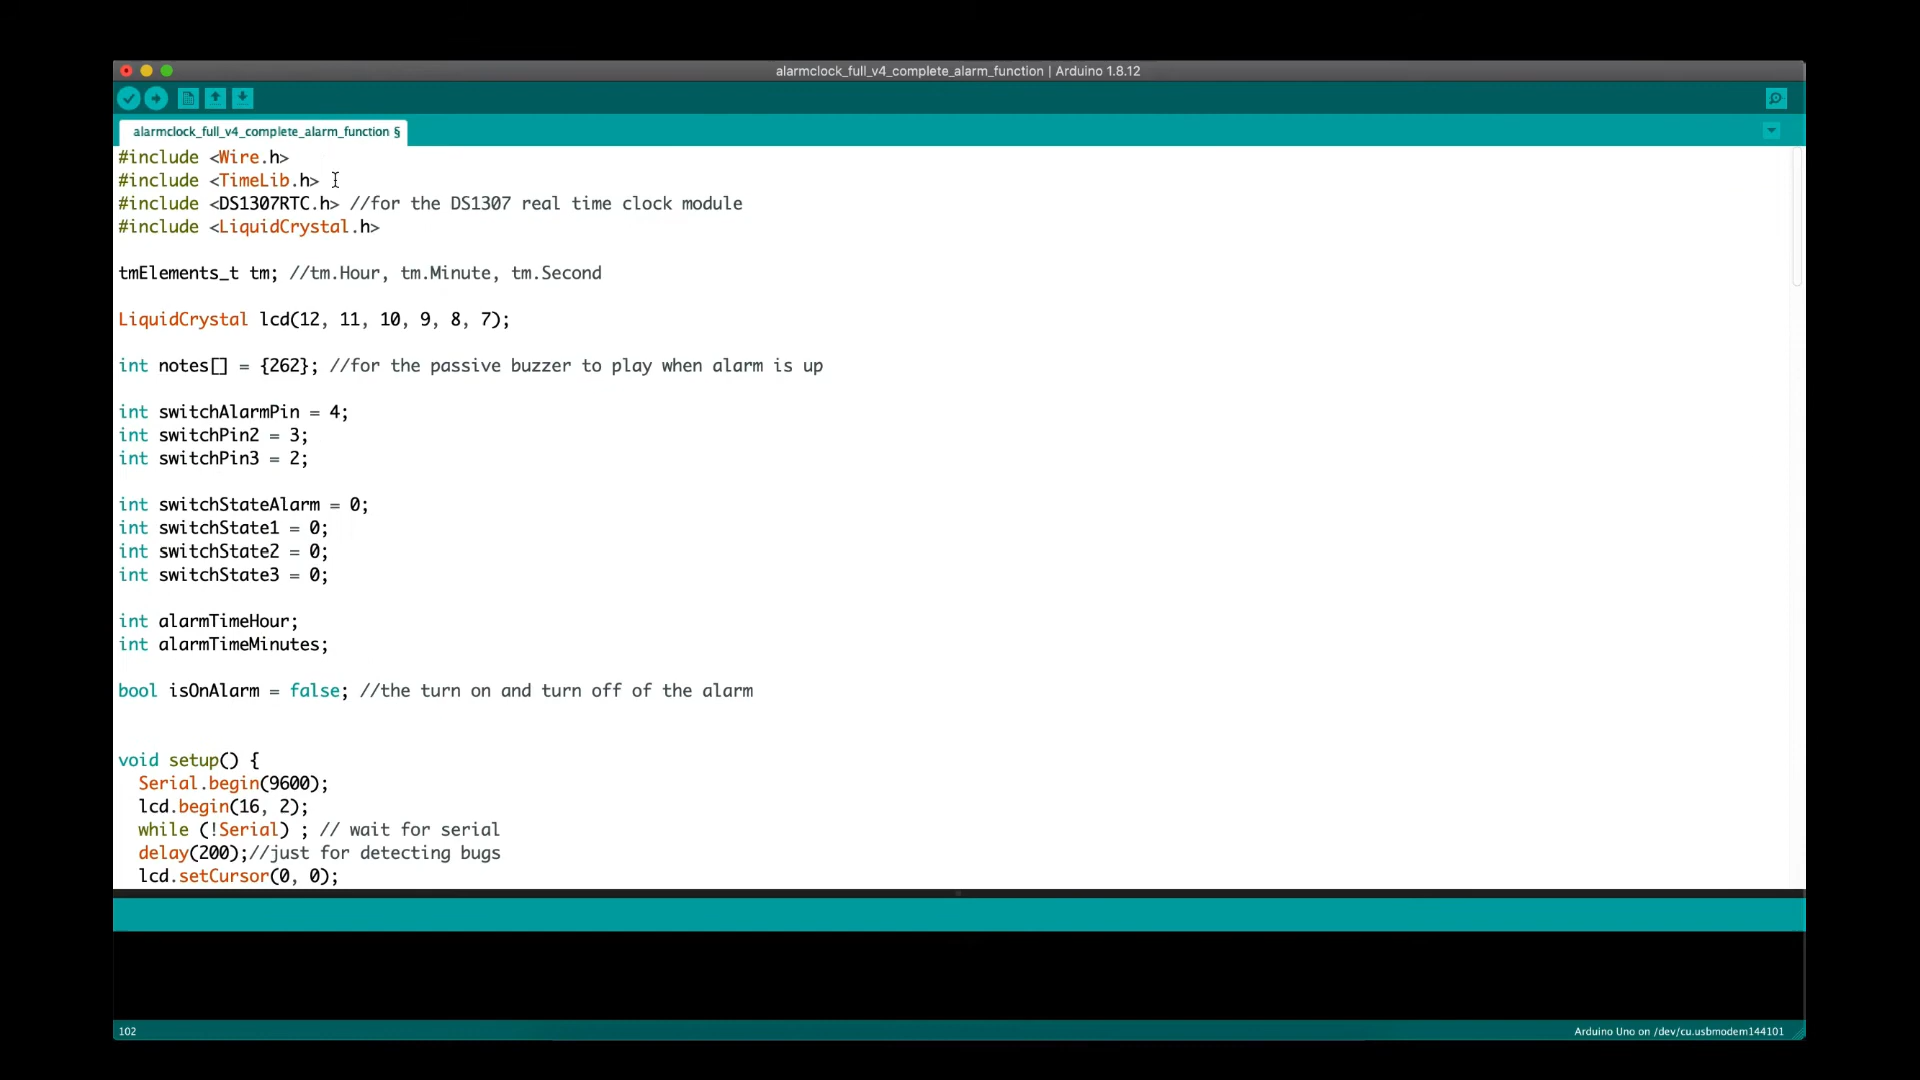 alarmclock_full_v4_complete_alarm_function | Arduino 1.8.12
alarmclock_full_v4_complete_alarm_function §
#include <Wire.h>
#include <TimeLib.h>
#include <DS1307RTC.h> //for the DS1307 real time clock module
#include <LiquidCrystal.h>
tmElements_t tm; //tm.Hour, tm.Minute, tm.Second
LiquidCrystal lcd(12, 11, 10, 9, 8, 7);
int notes[] = {262}; //for the passive buzzer to play when alarm is up
int switchAlarmPin = 4;
int switchPin2 = 3;
int switchPin3 = 2;
int switchStateAlarm = 0;
int switchState1 = 0;
int switchState2 = 0;
int switchState3 = 0;
int alarmTimeHour;
int alarmTimeMinutes;
bool isOnAlarm = false; //the turn on and turn off of the alarm
void setup() {
  Serial.begin(9600);
  lcd.begin(16, 2);
  while (!Serial) ; // wait for serial
  delay(200);//just for detecting bugs
  lcd.setCursor(0, 0);
102
Arduino Uno on /dev/cu.usbmodem144101